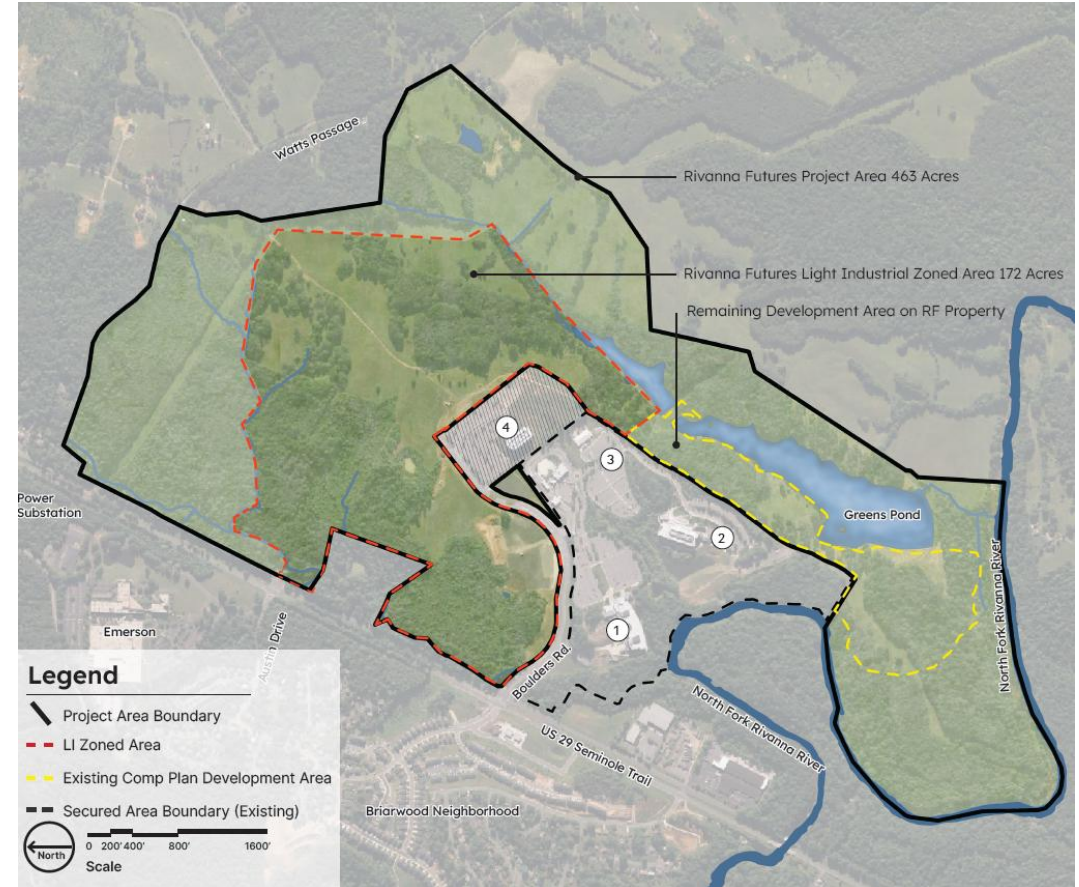 Watts Passage
Rivanna Futures Project Area 463 Acres
Rivanna Futures Light Industrial Zoned Area 172 Acres
Remaining Development Area on RF Property
4
3
2
1
Greens Pond
Power
Substation
Emerson
Austin Drive
Boulders Rd.
North Fork Rivanna River
North Fork Rivanna River
US 29 Seminole Trail
Briarwood Neighborhood
Legend
Project Area Boundary
LI Zoned Area
Existing Comp Plan Development Area
Secured Area Boundary (Existing)
North
0 200' 400' 800' 1600'
Scale